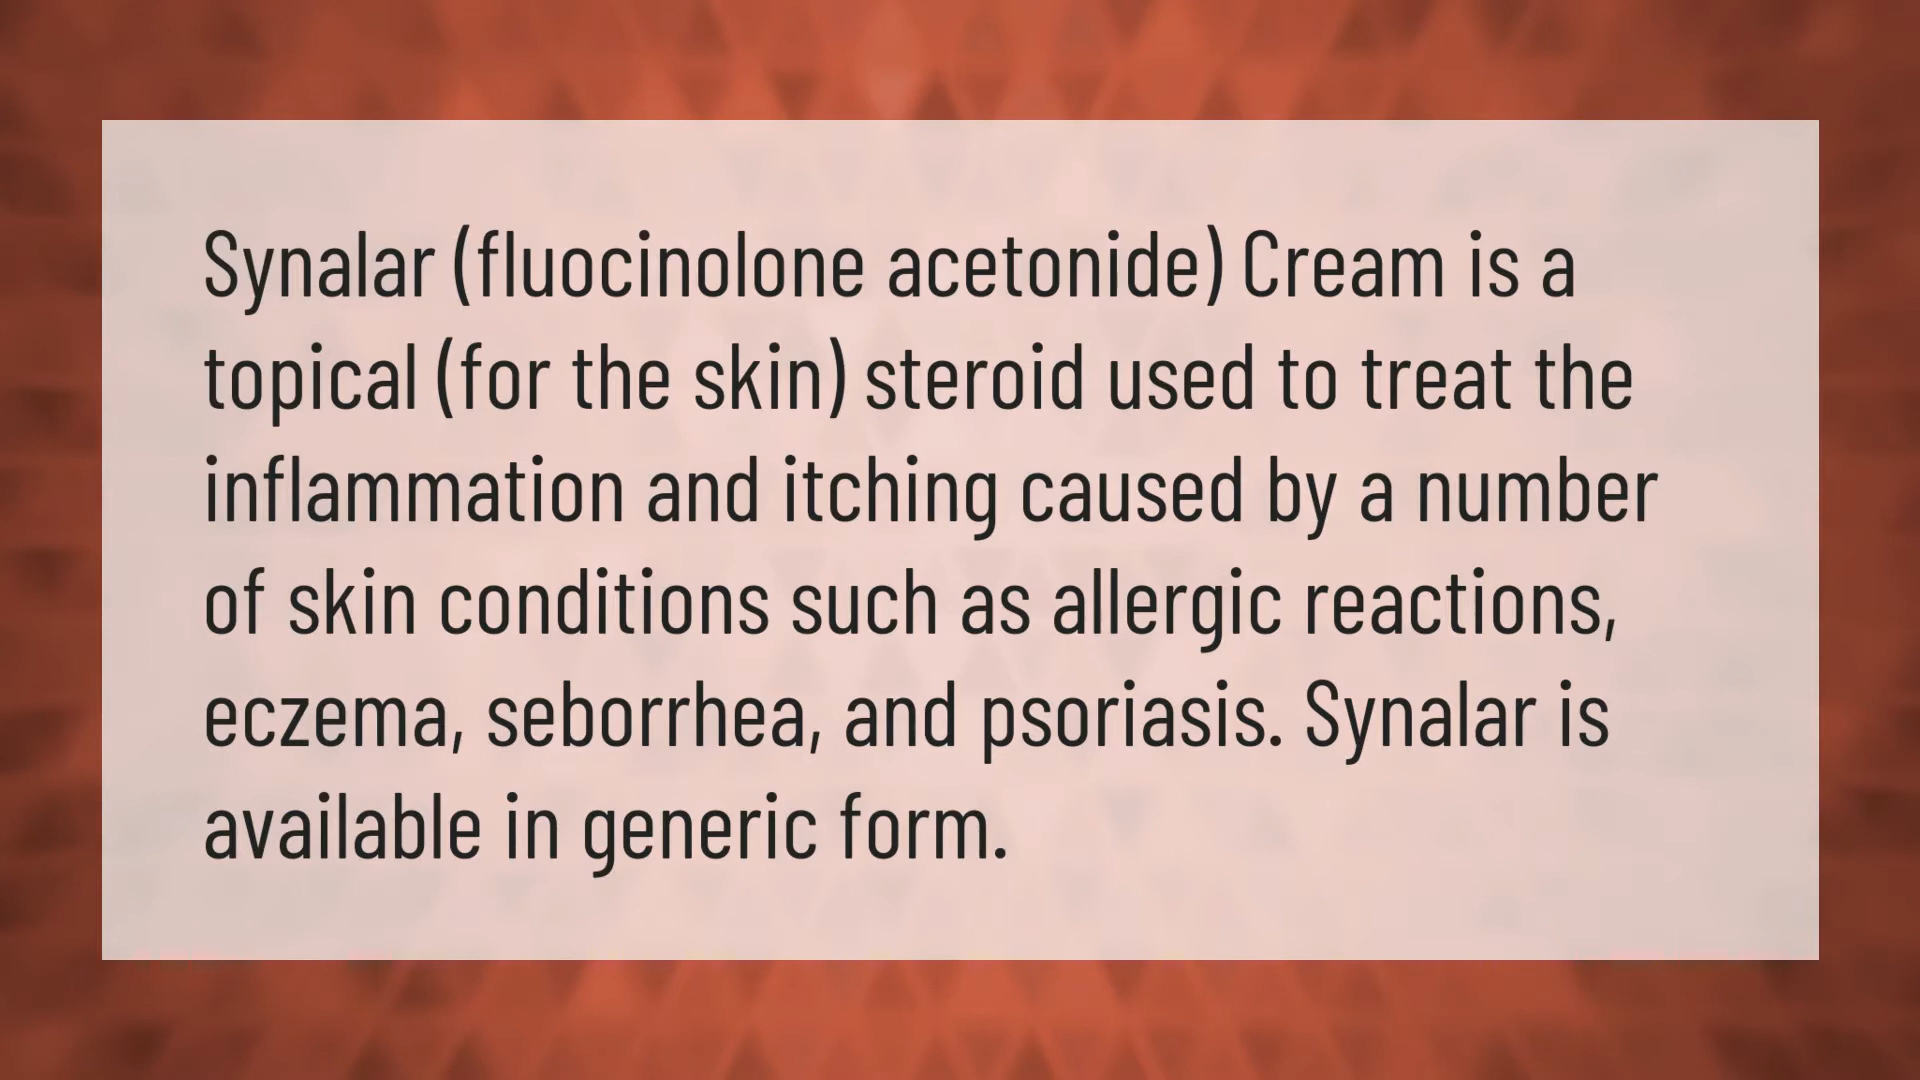 Synalar (fluocinolone acetonide) Cream is a
topical (for the skin) steroid used to treat the
inflammation and itching caused by a number
of skin conditions such as allergic reactions,
eczema, seborrhea, and psoriasis. Synalar is
available in generic form.